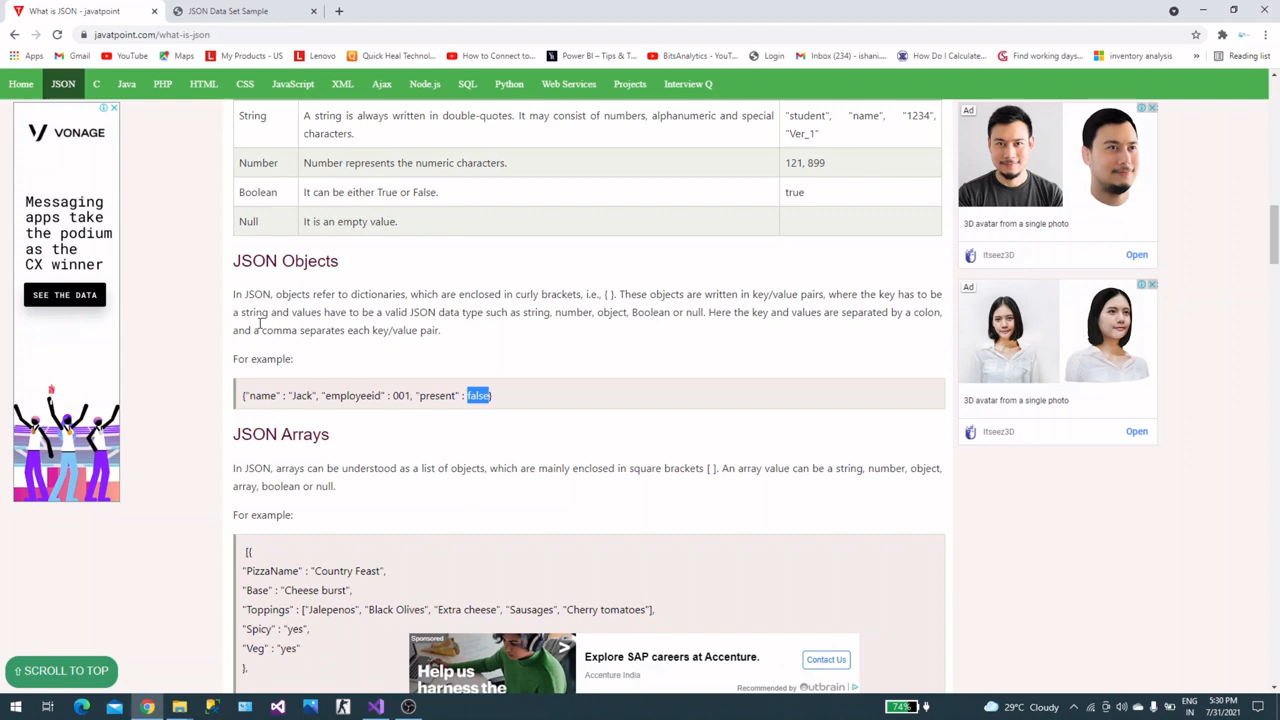 What is JSON - javatpoint
JSON Data Set Sample
javatpoint.com/what-is-json
Apps
Gmail
YouTube
Maps
My Products - US
Lenovo
Quick Heal Technol...
How to Connect to...
Power BI – Tips & T...
BitsAnalytics - YouT...
Login
Inbox (234) - ishani...
How Do I Calculate...
Find working days...
inventory analysis
Reading list
Home JSON C Java PHP HTML CSS JavaScript XML Ajax Node.js SQL Python Web Services Projects Interview Q
VONAGE
Messaging
apps take
the podium
as the
CX winner
SEE THE DATA
String
A string is always written in double-quotes. It may consist of numbers, alphanumeric and special
characters.
"student", "name", "1234",
"Ver_1"
Number
Number represents the numeric characters.
121, 899
Boolean
It can be either True or False.
true
Null
It is an empty value.
JSON Objects
In JSON, objects refer to dictionaries, which are enclosed in curly brackets, i.e., { }. These objects are written in key/value pairs, where the key has to be
a string and values have to be a valid JSON data type such as string, number, object, Boolean or null. Here the key and values are separated by a colon,
and a comma separates each key/value pair.
For example:
{"name" : "Jack", "employeeid" : 001, "present" : false}
JSON Arrays
In JSON, arrays can be understood as a list of objects, which are mainly enclosed in square brackets [ ]. An array value can be a string, number, object,
array, boolean or null.
For example:
[{
"PizzaName" : "Country Feast",
"Base" : "Cheese burst",
"Toppings" : ["Jalepenos", "Black Olives", "Extra cheese", "Sausages", "Cherry tomatoes"],
"Spicy" : "yes",
"Veg" : "yes"
},
Ad
3D avatar from a single photo
Itseez3D
Open
Ad
3D avatar from a single photo
Itseez3D
Open
Sponsored
Help us
harness the
Explore SAP careers at Accenture.
Accenture India
Contact Us
Recommended by Outbrain
⇧ SCROLL TO TOP
74%
29°C Cloudy
ENG
IN
5:30 PM
7/31/2021